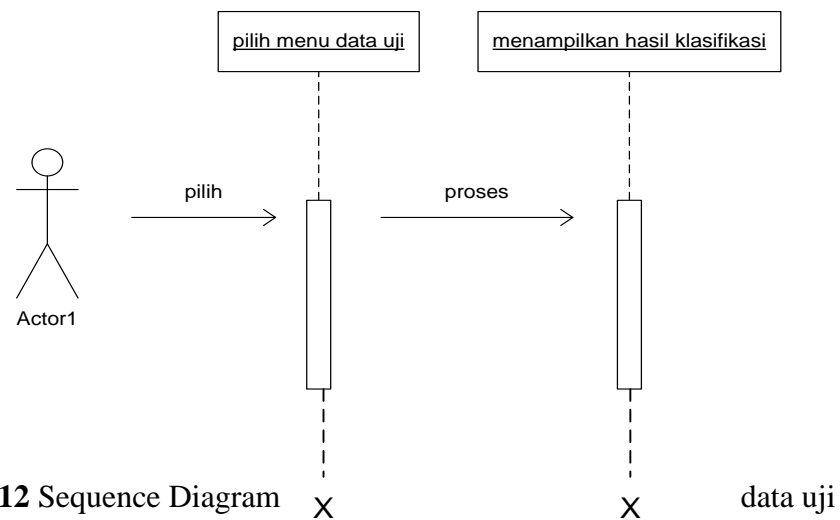 pilih menu data uji
menampilkan hasil klasifikasi
pilih
proses
Actor1
12 Sequence Diagram data uji
X X